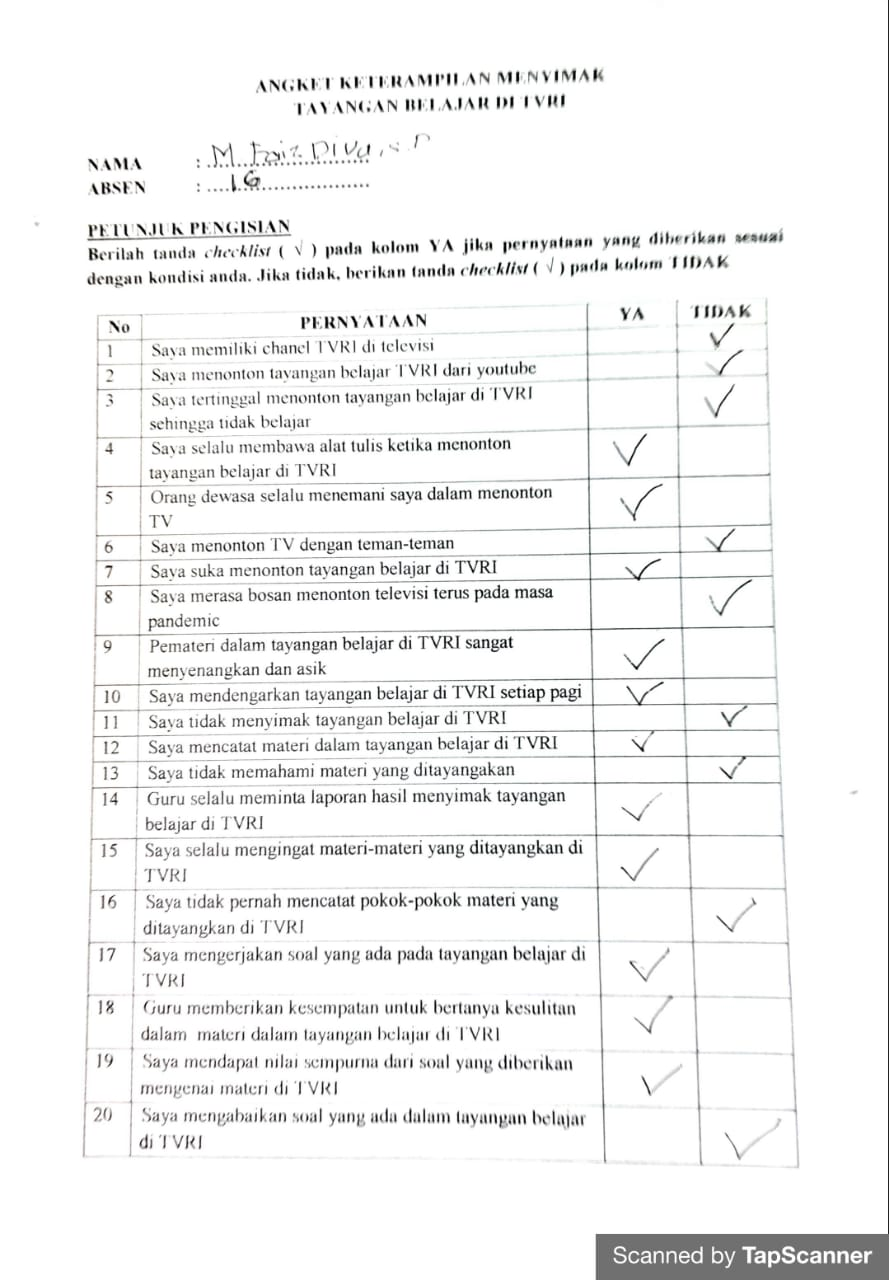 ANGKET KETERAMPILAN MENYIMAK
TAYANGAN BELAJAR DI TVRI
NAMA : M. Faiz Diva .S.P
ABSEN : 16
PETUNJUK PENGISIAN
Berilah tanda checklist ( √ ) pada kolom YA jika pernyataan yang diberikan sesuai
dengan kondisi anda. Jika tidak, berikan tanda checklist ( √ ) pada kolom TIDAK
No PERNYATAAN YA TIDAK
1 Saya memiliki chanel TVRI di televisi ✓
2 Saya menonton tayangan belajar TVRI dari youtube ✓
3 Saya tertinggal menonton tayangan belajar di TVRI ✓
sehingga tidak belajar
4 Saya selalu membawa alat tulis ketika menonton ✓
tayangan belajar di TVRI
5 Orang dewasa selalu menemani saya dalam menonton ✓
TV
6 Saya menonton TV dengan teman-teman ✓
7 Saya suka menonton tayangan belajar di TVRI ✓
8 Saya merasa bosan menonton televisi terus pada masa ✓
pandemic
9 Pemateri dalam tayangan belajar di TVRI sangat ✓
menyenangkan dan asik
10 Saya mendengarkan tayangan belajar di TVRI setiap pagi ✓
11 Saya tidak menyimak tayangan belajar di TVRI ✓
12 Saya mencatat materi dalam tayangan belajar di TVRI ✓
13 Saya tidak memahami materi yang ditayangakan ✓
14 Guru selalu meminta laporan hasil menyimak tayangan ✓
belajar di TVRI
15 Saya selalu mengingat materi-materi yang ditayangkan di ✓
TVRI
16 Saya tidak pernah mencatat pokok-pokok materi yang ✓
ditayangkan di TVRI
17 Saya mengerjakan soal yang ada pada tayangan belajar di ✓
TVRI
18 Guru memberikan kesempatan untuk bertanya kesulitan ✓
dalam materi dalam tayangan belajar di TVRI
19 Saya mendapat nilai sempurna dari soal yang diberikan ✓
mengenai materi di TVRI
20 Saya mengabaikan soal yang ada dalam tayangan belajar ✓
di TVRI
Scanned by TapScanner